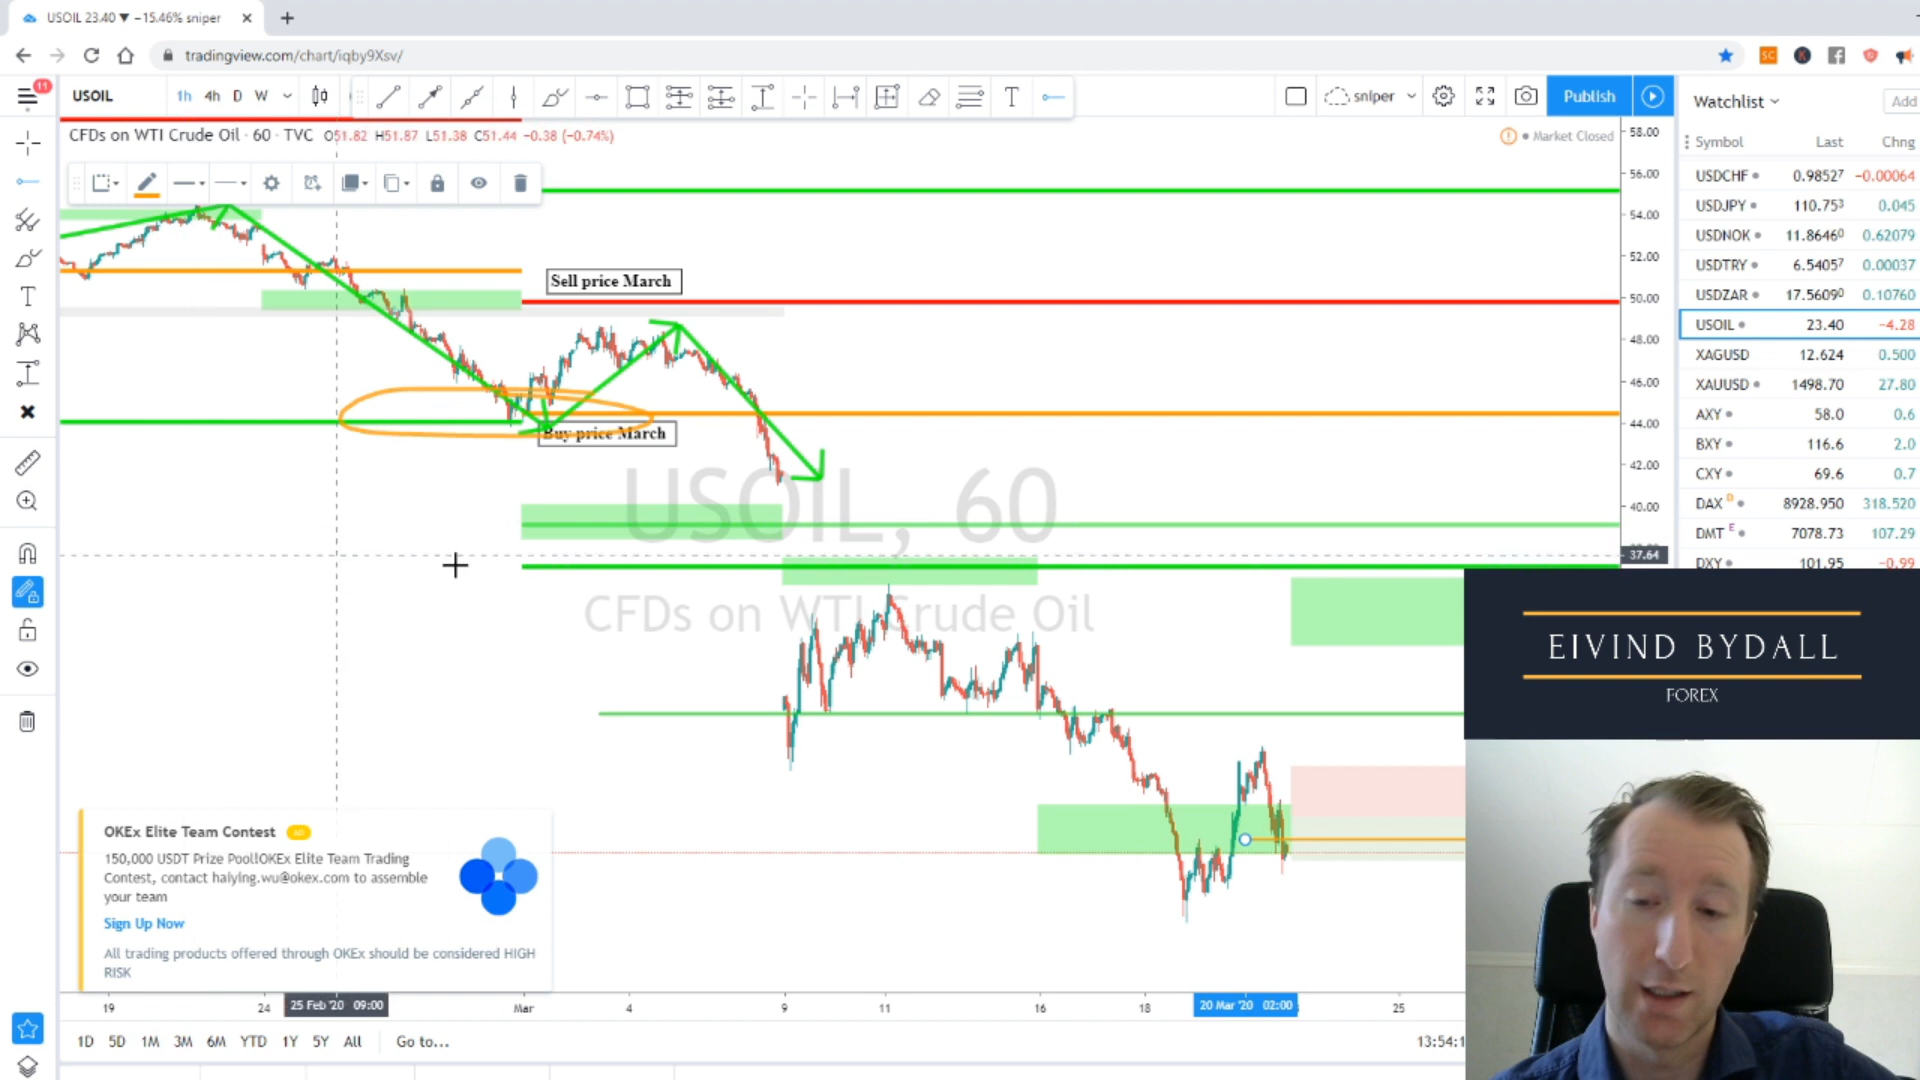 USOIL 23.40 ▼ −15.46% sniper
tradingview.com/chart/iqby9Xsv/
11
USOIL 1h 4h D W
sniper
Publish
CFDs on WTI Crude Oil · 60 · TVC O51.82 H51.87 L51.38 C51.44 −0.38 (−0.74%)
Market Closed
Sell price March
Buy price March
USOIL, 60
CFDs on WTI Crude Oil
58.00
56.00
54.00
52.00
50.00
48.00
46.00
44.00
42.00
40.00
37.64
Watchlist Add
Symbol Last Chng
USDCHF 0.98527 −0.00064
USDJPY 110.753 0.045
USDNOK 11.86460 0.62079
USDTRY 6.54057 0.00037
USDZAR 17.56090 0.10760
USOIL 23.40 −4.28
XAGUSD 12.624 0.500
XAUUSD 1498.70 27.80
AXY 58.0 0.6
BXY 116.6 2.0
CXY 69.6 0.7
DAX D 8928.950 318.520
DMT E 7078.73 107.29
DXY 101.95 −0.99
EIVIND BYDALL
FOREX
OKEx Elite Team Contest
150,000 USDT Prize Pool!OKEx Elite Team Trading
Contest, contact haiying.wu@okex.com to assemble
your team
Sign Up Now
All trading products offered through OKEx should be considered HIGH
RISK
19 24 25 Feb '20 09:00 Mar 4 9 11 16 18 20 Mar '20 02:00 25
1D 5D 1M 3M 6M YTD 1Y 5Y All Go to...
13:54:1